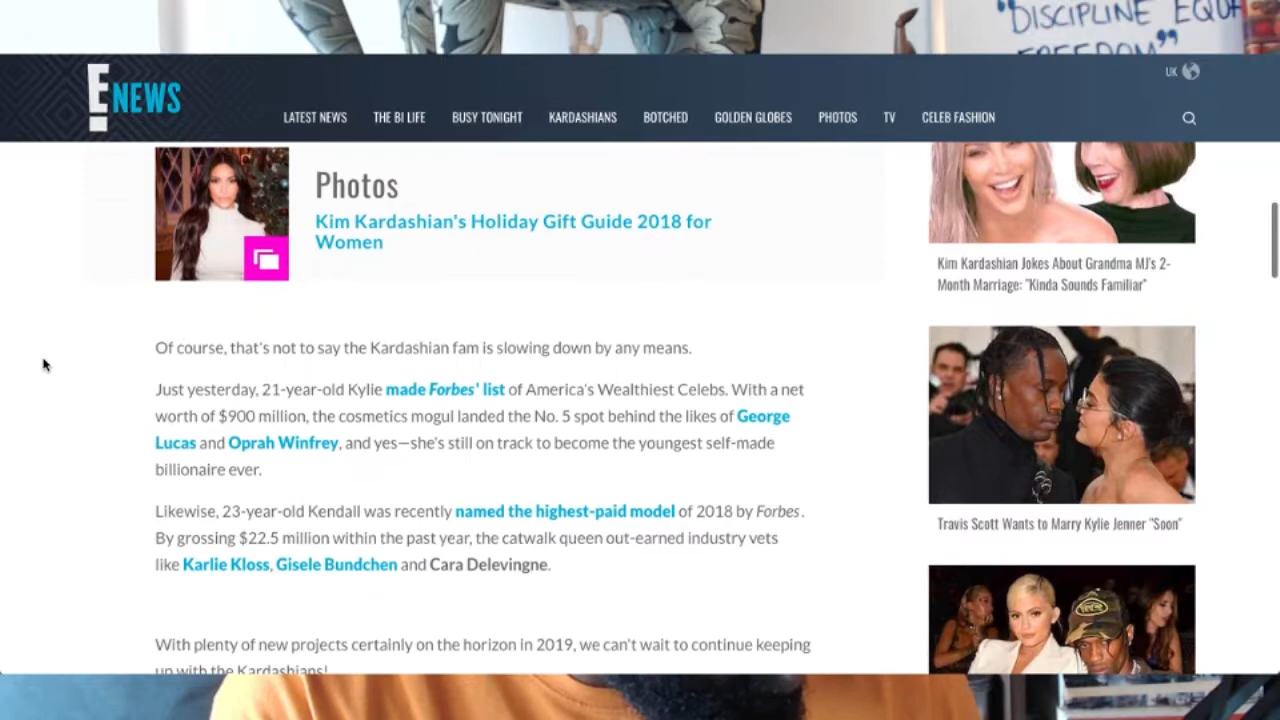 "DISCIPLINE EQUA
FREEDOM"
E! NEWS
UK
LATEST NEWS THE BI LIFE BUSY TONIGHT KARDASHIANS BOTCHED GOLDEN GLOBES PHOTOS TV CELEB FASHION
Photos
Kim Kardashian's Holiday Gift Guide 2018 for
Women
Of course, that's not to say the Kardashian fam is slowing down by any means.
Just yesterday, 21-year-old Kylie made Forbes' list of America's Wealthiest Celebs. With a net
worth of $900 million, the cosmetics mogul landed the No. 5 spot behind the likes of George
Lucas and Oprah Winfrey, and yes—she's still on track to become the youngest self-made
billionaire ever.
Likewise, 23-year-old Kendall was recently named the highest-paid model of 2018 by Forbes.
By grossing $22.5 million within the past year, the catwalk queen out-earned industry vets
like Karlie Kloss, Gisele Bundchen and Cara Delevingne.
With plenty of new projects certainly on the horizon in 2019, we can't wait to continue keeping
up with the Kardashians!
Kim Kardashian Jokes About Grandma MJ's 2-
Month Marriage: "Kinda Sounds Familiar"
Travis Scott Wants to Marry Kylie Jenner "Soon"